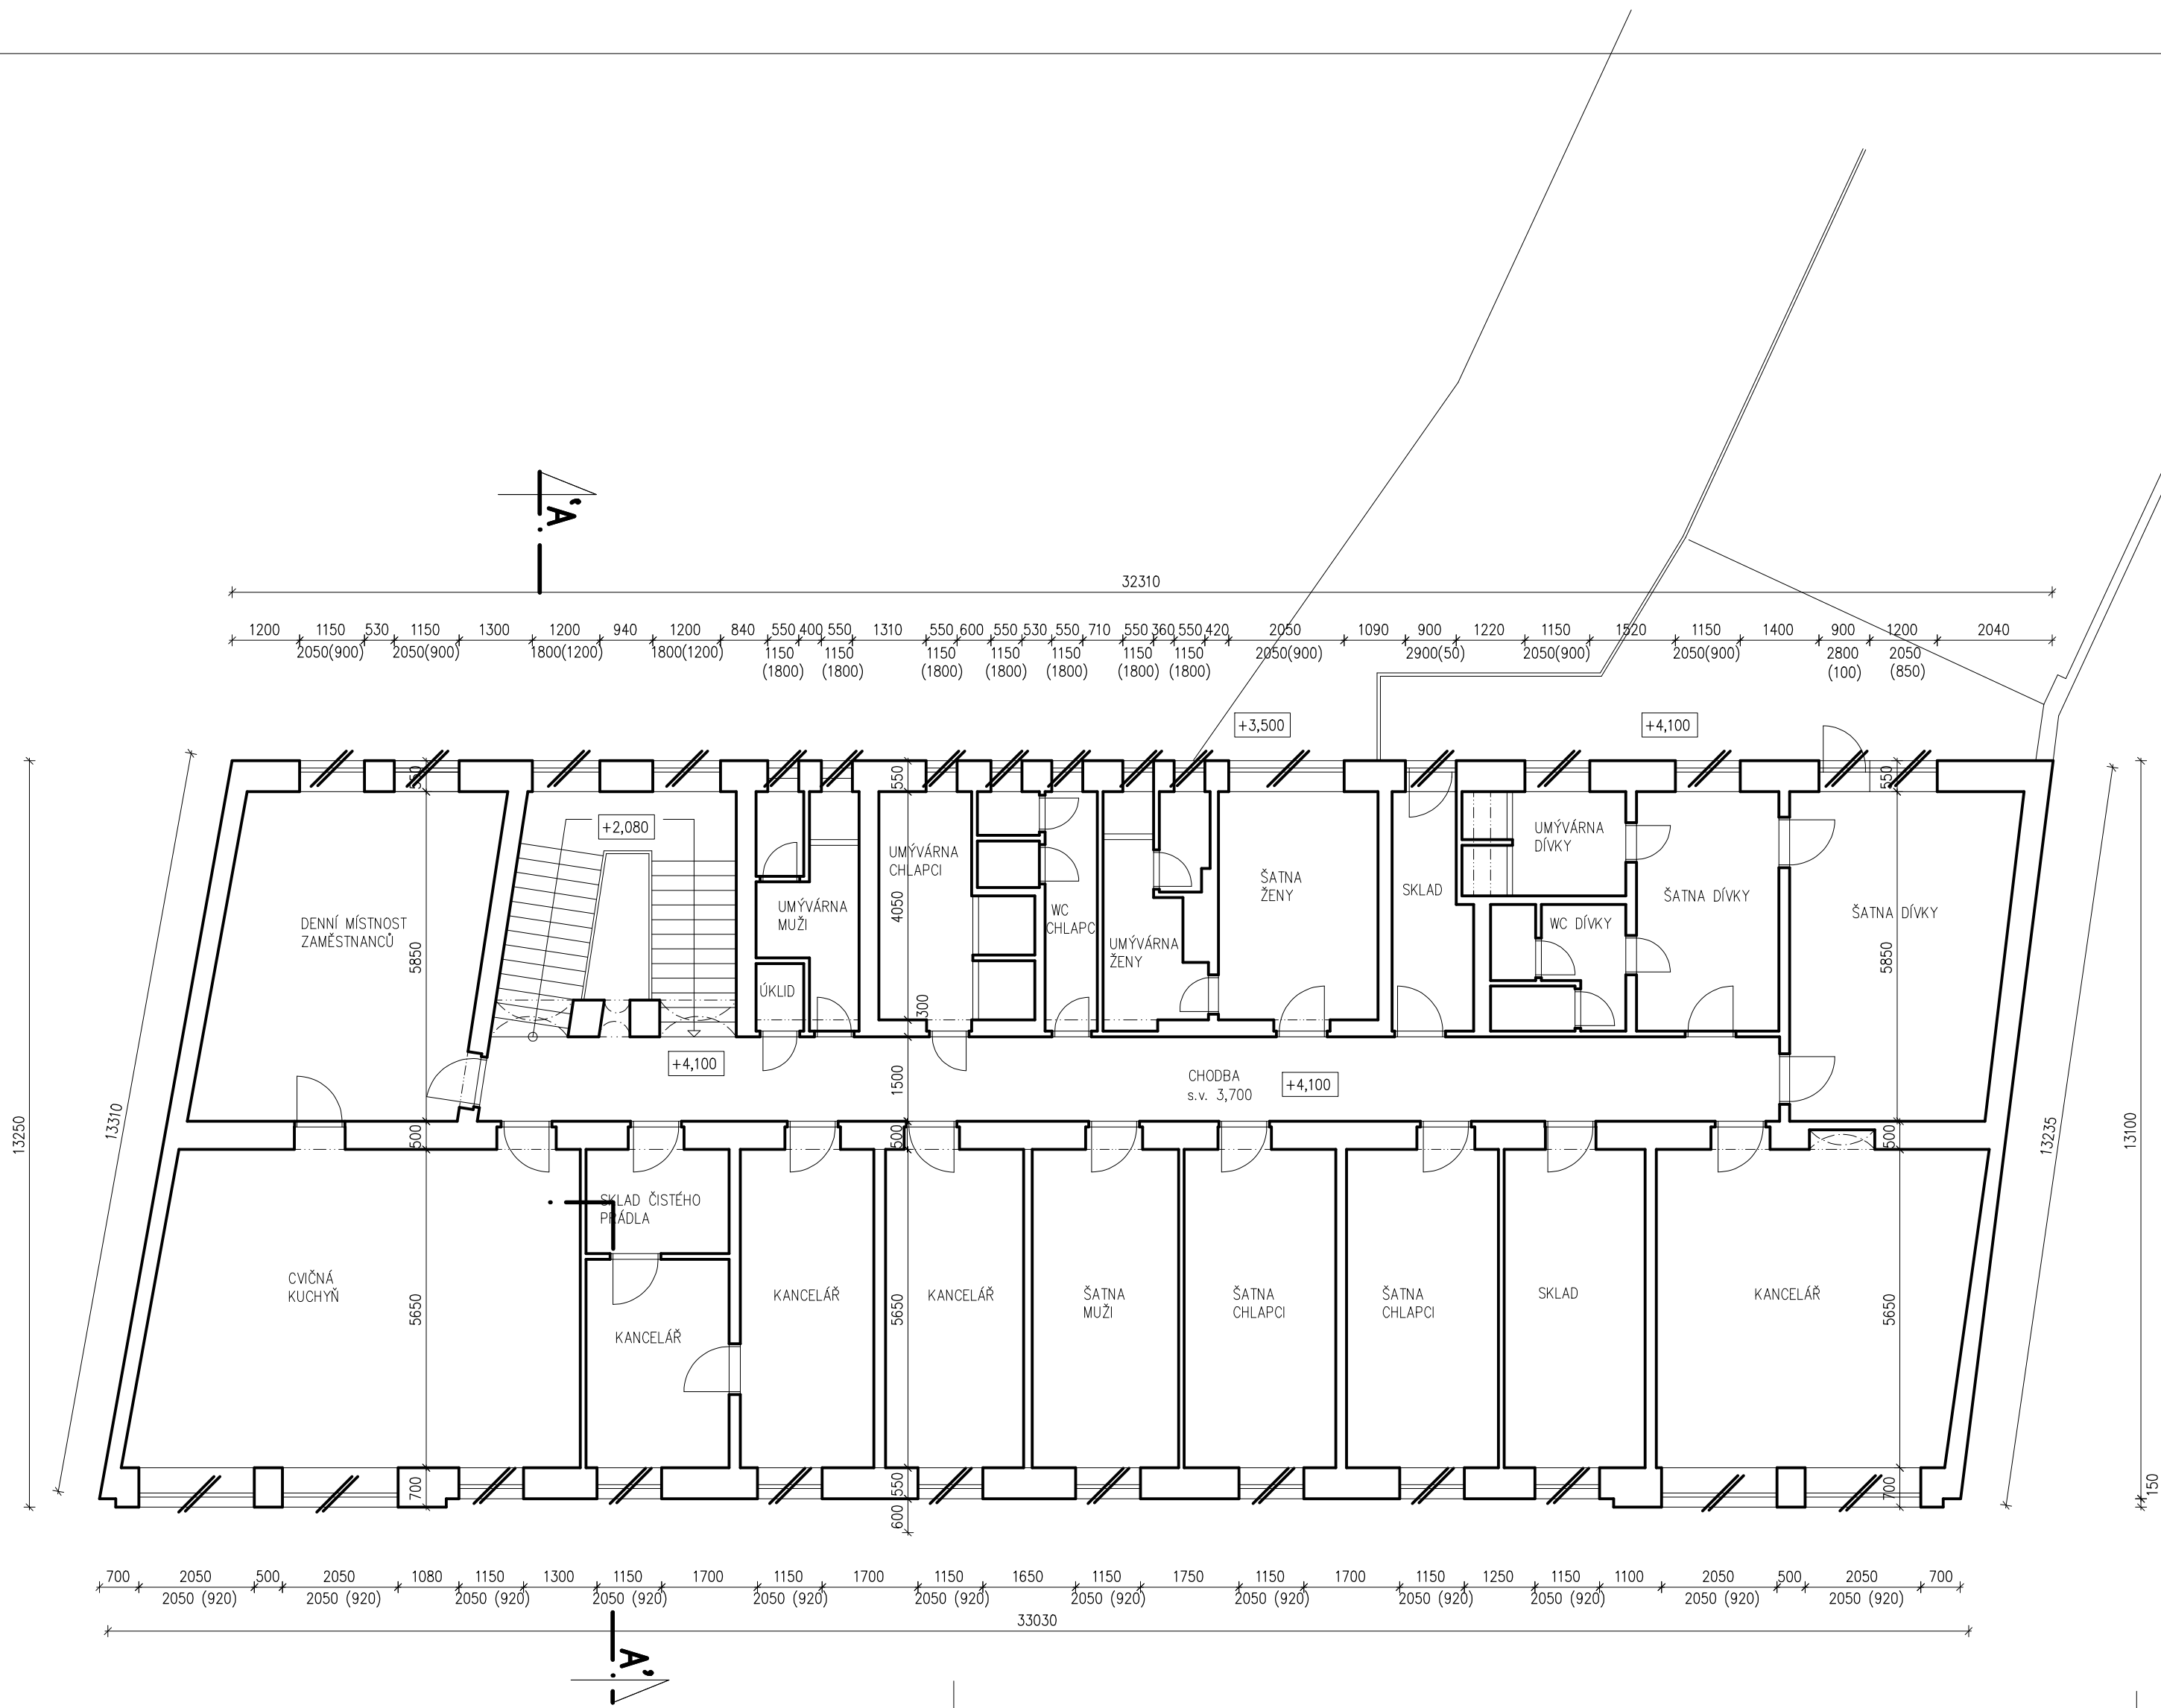 A'
32310
1200 1150 530 1150 1300 1200 940 1200 840 550 400 550 1310 550 600 550 530 550 710 550 360 550 420 2050 1090 900 1220 1150 1520 1150 1400 900 1200 2040
2050(900) 2050(900) 1800(1200) 1800(1200) 1150 1150 1150 1150 1150 1150 1150 2050(900) 2900(50) 2050(900) 2050(900) 2800 2050
(1800) (1800) (1800) (1800) (1800) (1800) (1800) (100) (850)
+3,500
+4,100
550
550
550
+2,080
UMÝVÁRNA
DÍVKY
UMÝVÁRNA
CHLAPCI
ŠATNA
ŽENY
SKLAD
ŠATNA DÍVKY
UMÝVÁRNA
MUŽI
4050
WC
CHLAPC
ŠATNA DÍVKY
DENNÍ MÍSTNOST
ZAMĚSTNANCŮ
WC DÍVKY
UMÝVÁRNA
ŽENY
5850
5850
ÚKLID
300
+4,100
1500
CHODBA
s.v. 3,700
+4,100
13250
13310
13235
13100
500
500
500
SKLAD ČISTÉHO
PRÁDLA
CVIČNÁ
KUCHYŇ
KANCELÁŘ
KANCELÁŘ
KANCELÁŘ
ŠATNA
MUŽI
ŠATNA
CHLAPCI
ŠATNA
CHLAPCI
SKLAD
KANCELÁŘ
5650
5650
5650
700
550
600
700
150
700 2050 500 2050 1080 1150 1300 1150 1700 1150 1700 1150 1650 1150 1750 1150 1700 1150 1250 1150 1100 2050 500 2050 700
2050 (920) 2050 (920) 2050 (920) 2050 (920) 2050 (920) 2050 (920) 2050 (920) 2050 (920) 2050 (920) 2050 (920) 2050 (920) 2050 (920)
33030
A'